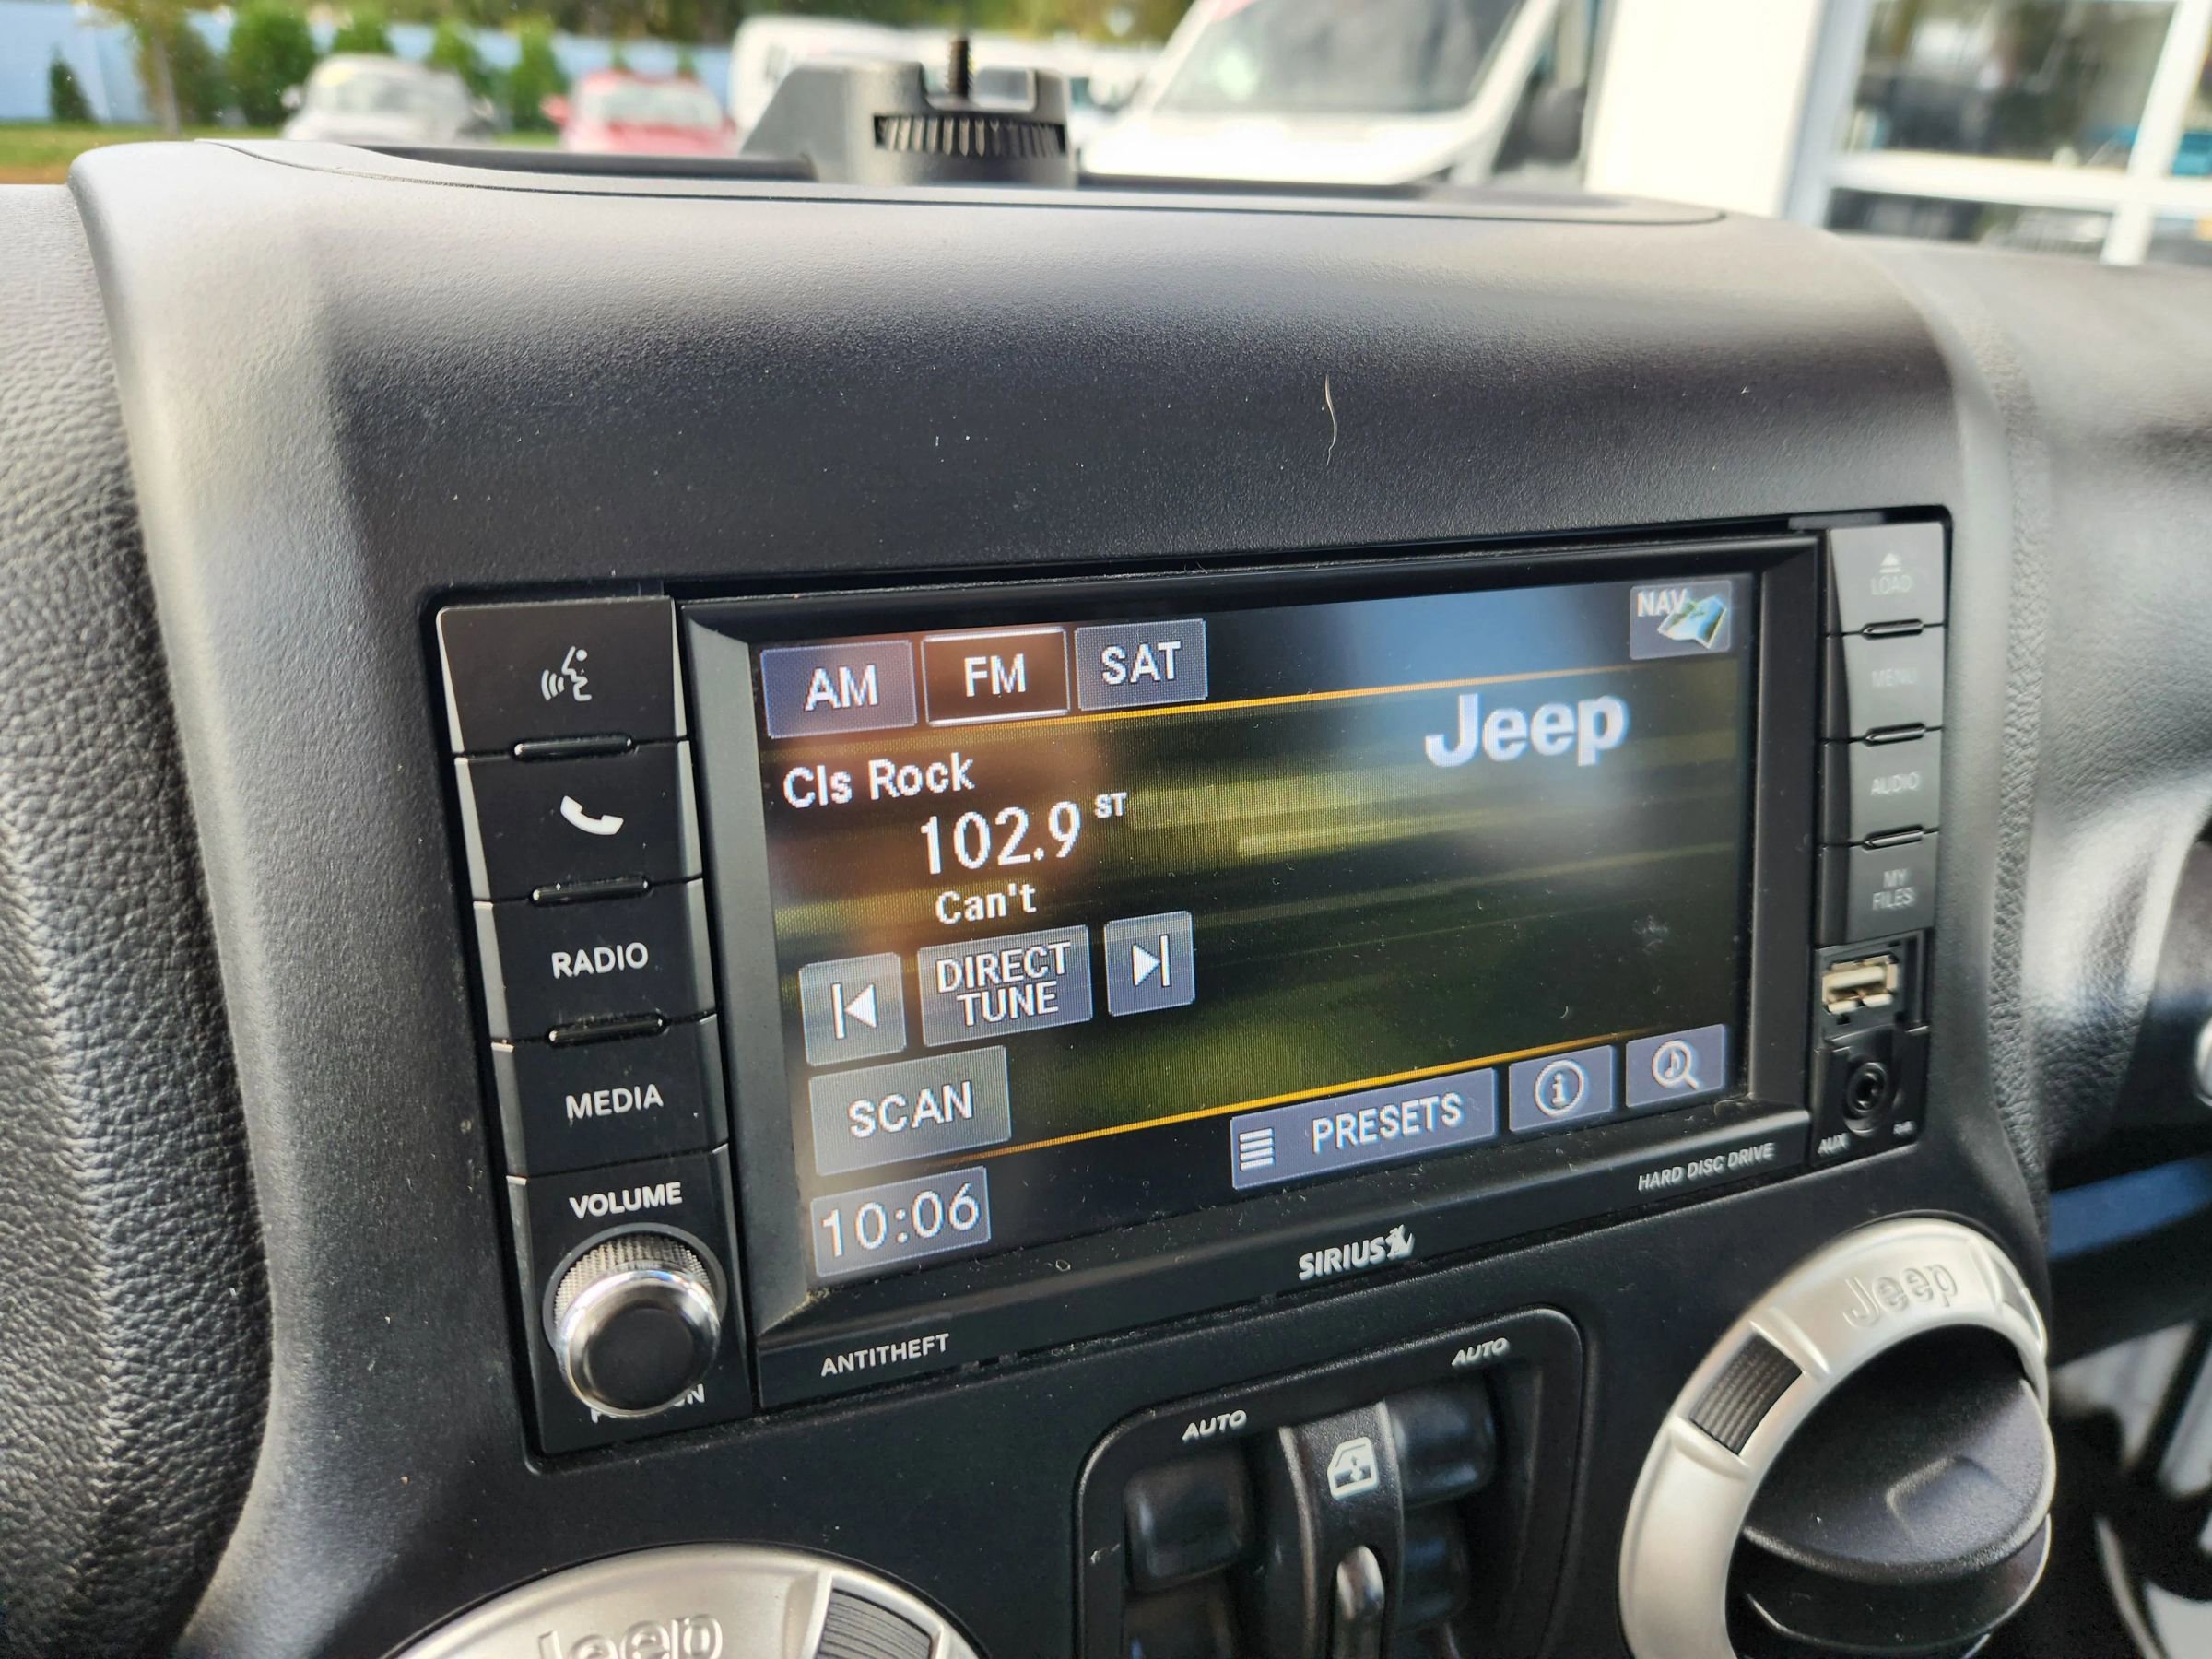 AM FM SAT NAV
Jeep
Cls Rock
102.9 ST
Can't
DIRECT
TUNE
SCAN
PRESETS
10:06
RADIO
MEDIA
VOLUME
ANTITHEFT
SIRIUS
HARD DISC DRIVE
LOAD
MENU
AUDIO
MY
FILES
AUX
AUTO
AUTO
Jeep
Jeep